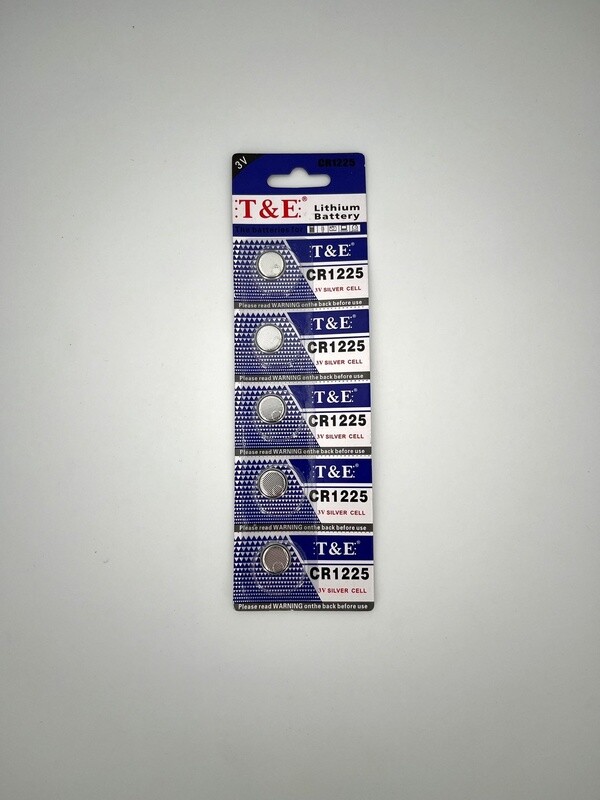 3V
CR1225
T&E®
Lithium
Battery
The batteries for
T&E
CR1225
3V SILVER CELL
Please read WARNING onthe back before use
T&E
CR1225
3V SILVER CELL
Please read WARNING onthe back before use
T&E
CR1225
3V SILVER CELL
Please read WARNING onthe back before use
T&E
CR1225
3V SILVER CELL
Please read WARNING onthe back before use
T&E
CR1225
3V SILVER CELL
Please read WARNING onthe back before use